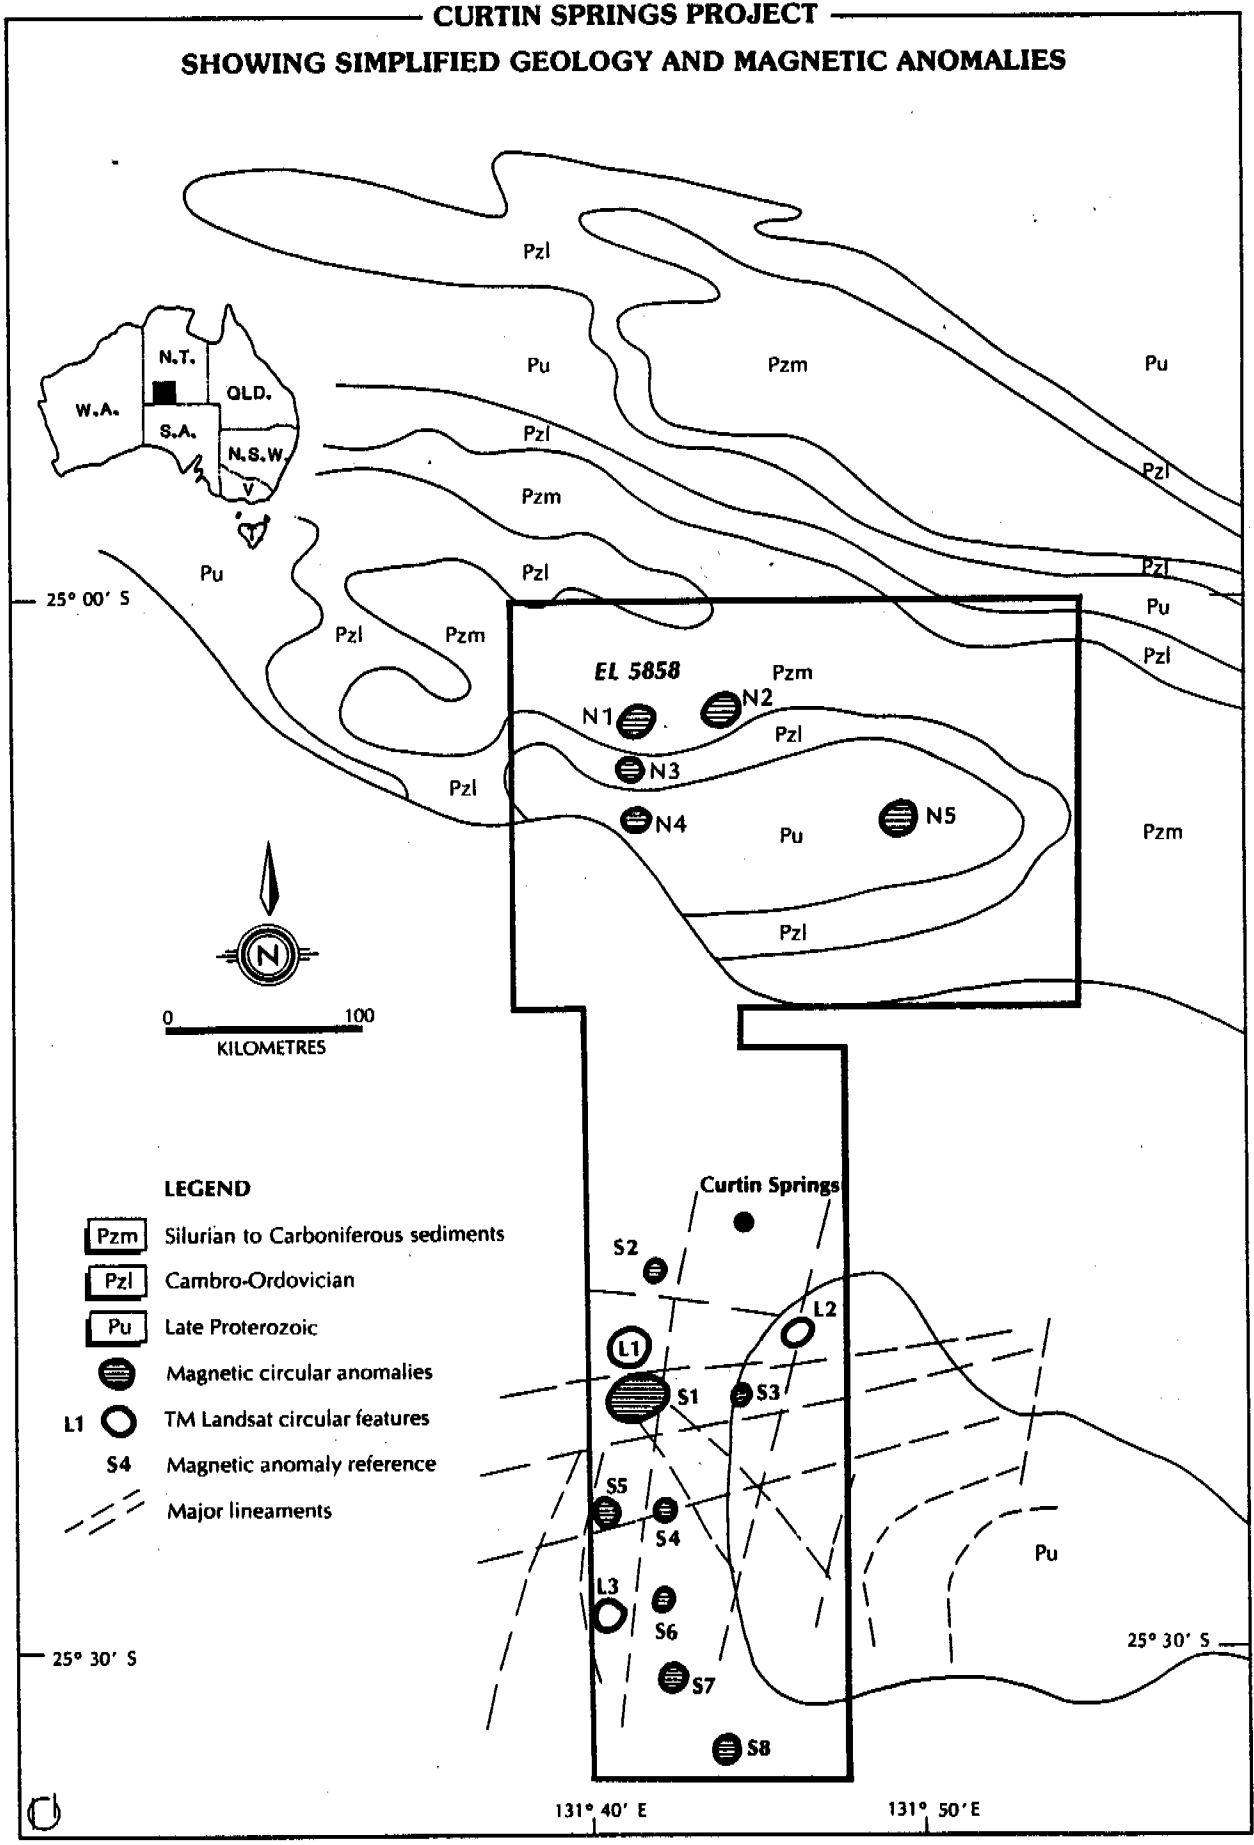 CURTIN SPRINGS PROJECT
SHOWING SIMPLIFIED GEOLOGY AND MAGNETIC ANOMALIES
Pzl
Pu
Pzm
Pu
N.T.
W.A.
QLD.
S.A.
N.S.W.
V
T
Pzl
Pzl
Pzm
Pu
Pzl
Pzl
25° 00' S
Pu
Pzl
Pzm
Pzl
EL 5858
Pzm
N1
N2
Pzl
N3
Pzl
N4
Pu
N5
Pzm
Pzl
N
0 100
KILOMETRES
Curtin Springs
LEGEND
Pzm Silurian to Carboniferous sediments
Pzl Cambro-Ordovician
Pu Late Proterozoic
Magnetic circular anomalies
L1 TM Landsat circular features
S4 Magnetic anomaly reference
Major lineaments
S2
L2
L1
S1
S3
S5
S4
Pu
L3
S6
25° 30' S
25° 30' S
S7
S8
131° 40' E
131° 50' E